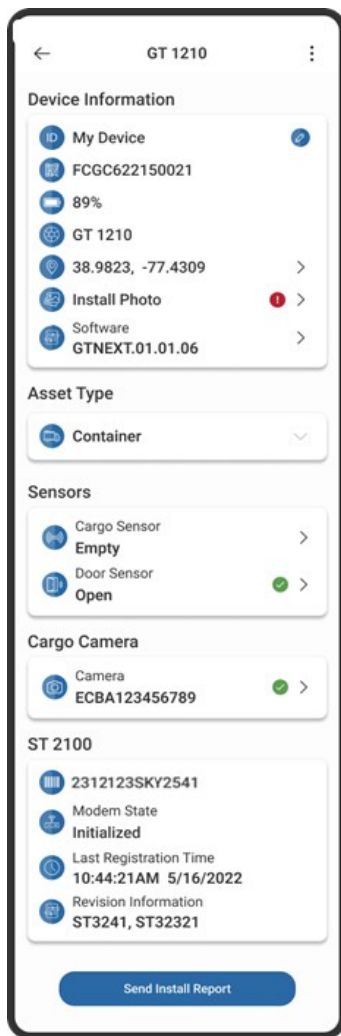 GT 1210
Device Information
ID My Device
FCGC622150021
89%
GT 1210
38.9823, -77.4309
Install Photo !
Software
GTNEXT.01.01.06
Asset Type
Container
Sensors
Cargo Sensor
Empty
Door Sensor
Open
Cargo Camera
Camera
ECBA123456789
ST 2100
2312123SKY2541
Modem State
Initialized
Last Registration Time
10:44:21AM 5/16/2022
Revision Information
ST3241, ST32321
Send Install Report